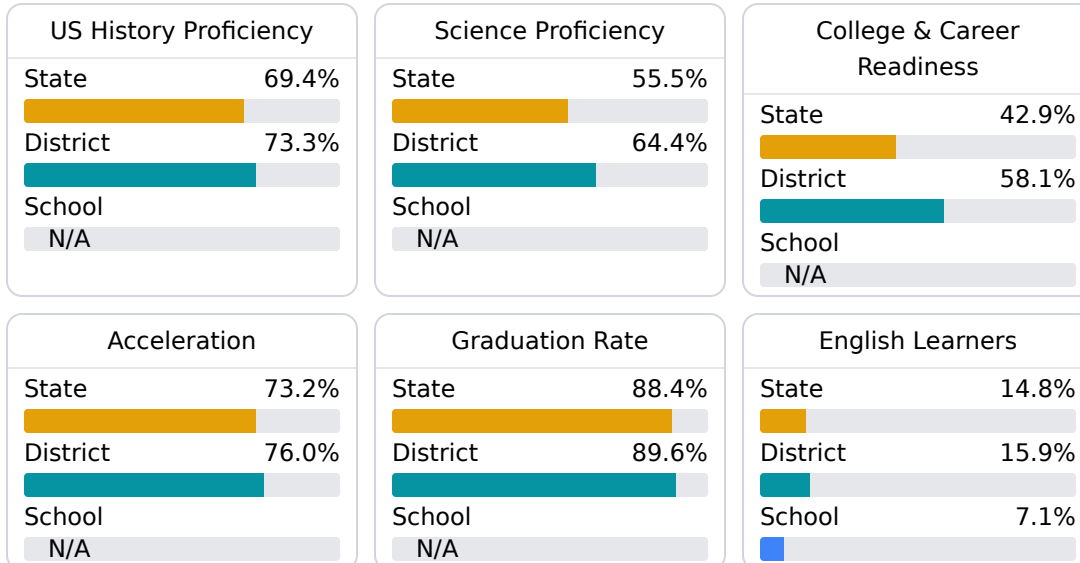 US History Proficiency
State 69.4%
District 73.3%
School
N/A
Science Proficiency
State 55.5%
District 64.4%
School
N/A
College & Career
Readiness
State 42.9%
District 58.1%
School
N/A
Acceleration
State 73.2%
District 76.0%
School
N/A
Graduation Rate
State 88.4%
District 89.6%
School
N/A
English Learners
State 14.8%
District 15.9%
School 7.1%